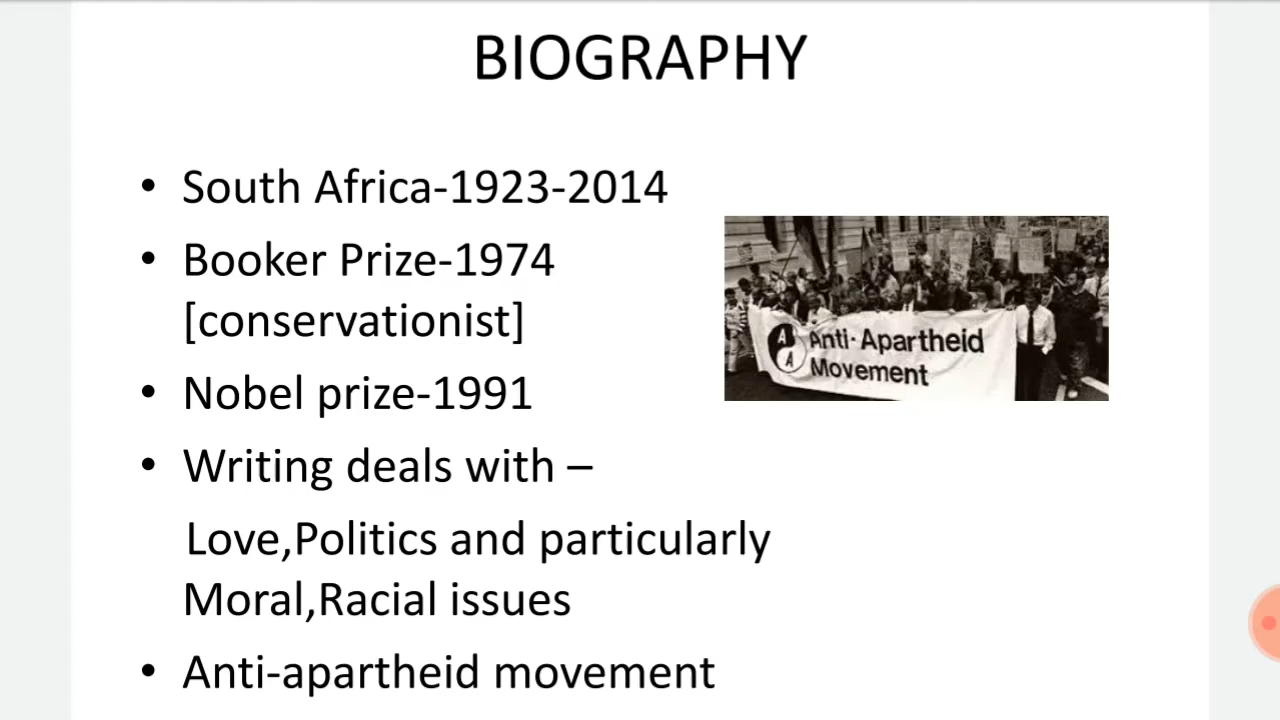 BIOGRAPHY
• South Africa-1923-2014
• Booker Prize-1974
[conservationist]
• Nobel prize-1991
• Writing deals with –
Love,Politics and particularly
Moral,Racial issues
• Anti-apartheid movement
A
A
Anti-Apartheid
Movement